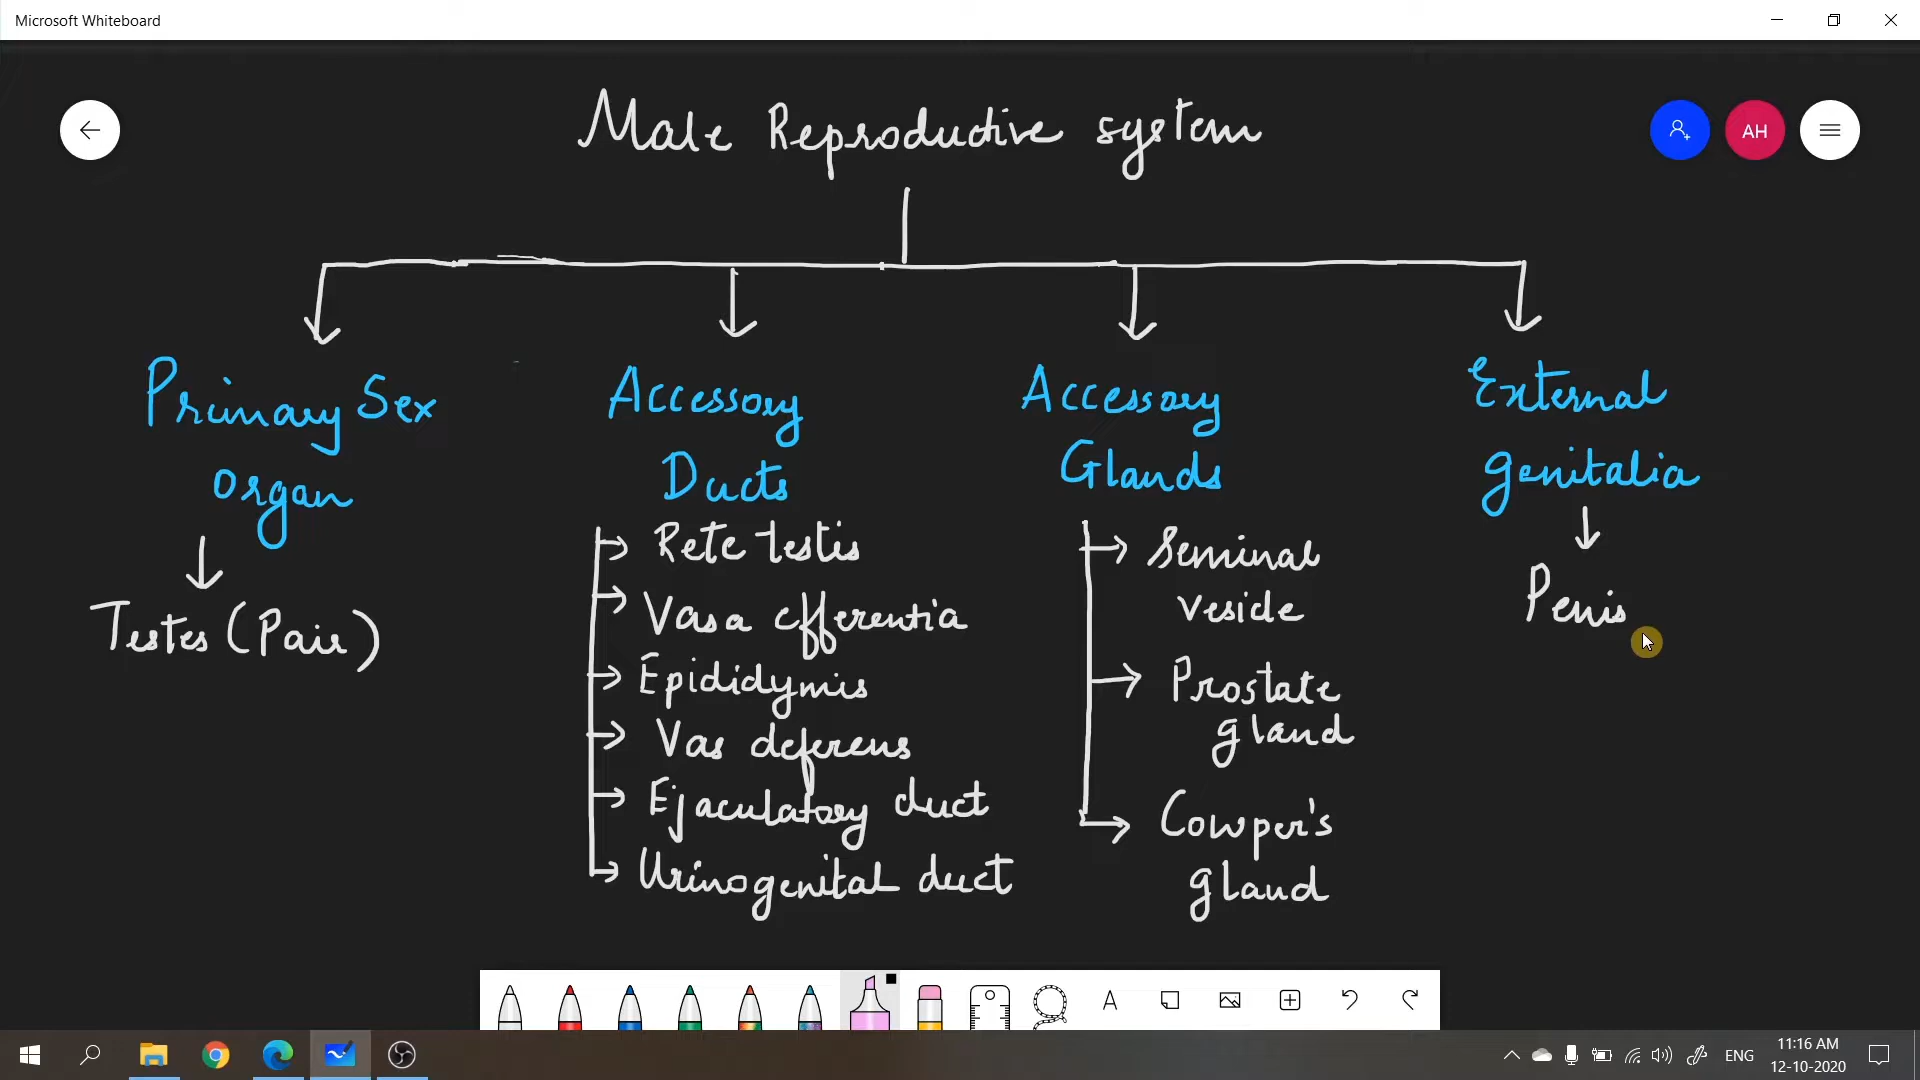 Microsoft Whiteboard
Male Reproductive system
AH
Primary Sex
organ
Testes (Pair)
Accessory
Ducts
Rete testis
Vasa efferentia
Epididymis
Vas deferens
Ejaculatory duct
Urinogenital duct
Accessory
Glands
Seminal
vesicle
Prostate
gland
Cowper's
gland
External
genitalia
Penis
A
ENG
11:16 AM
12-10-2020